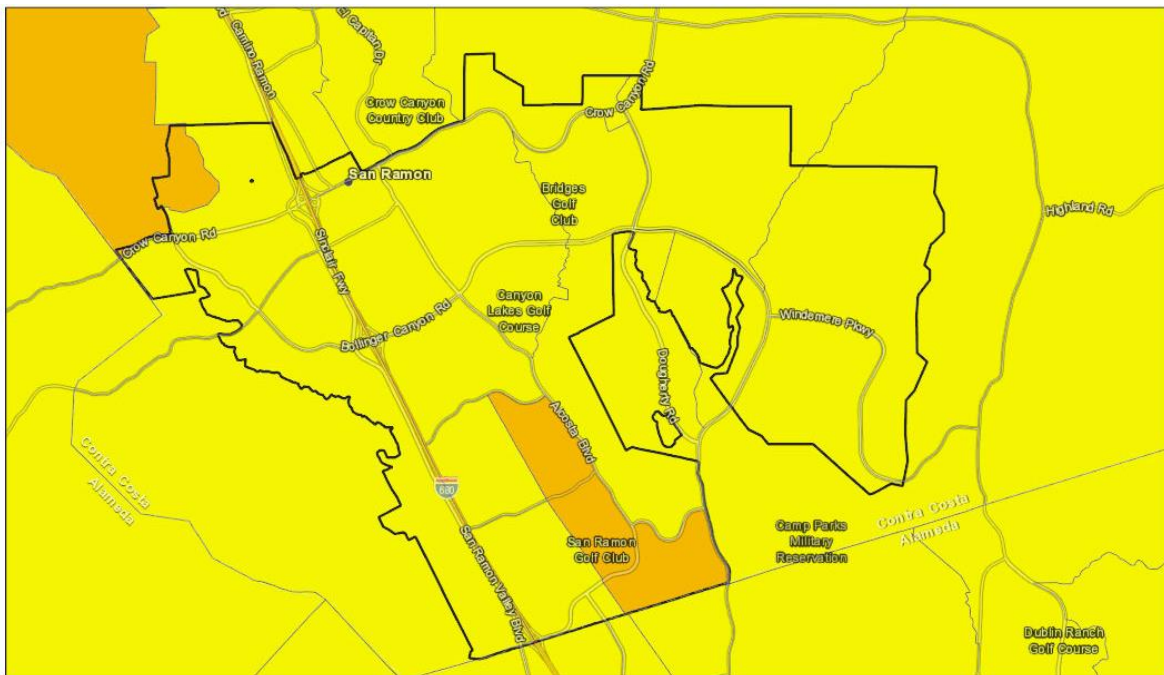 Rd Camino Ramon
El Capitan Dr
Crow Canyon
Country Club
Crow Canyon Rd
San Ramon
Bridges
Golf
Club
Highland Rd
Crow Canyon Rd
Sinclair Fwy
Canyon
Lakes Golf
Course
Bollinger Canyon Rd
Windemere Pkwy
Dougherty Rd
Alcosta Blvd
Contra Costa
Alameda
680
San Ramon
Golf Club
San Ramon Valley Blvd
Camp Parks
Military
Reservation
Contra Costa
Alameda
Dublin Ranch
Golf Course